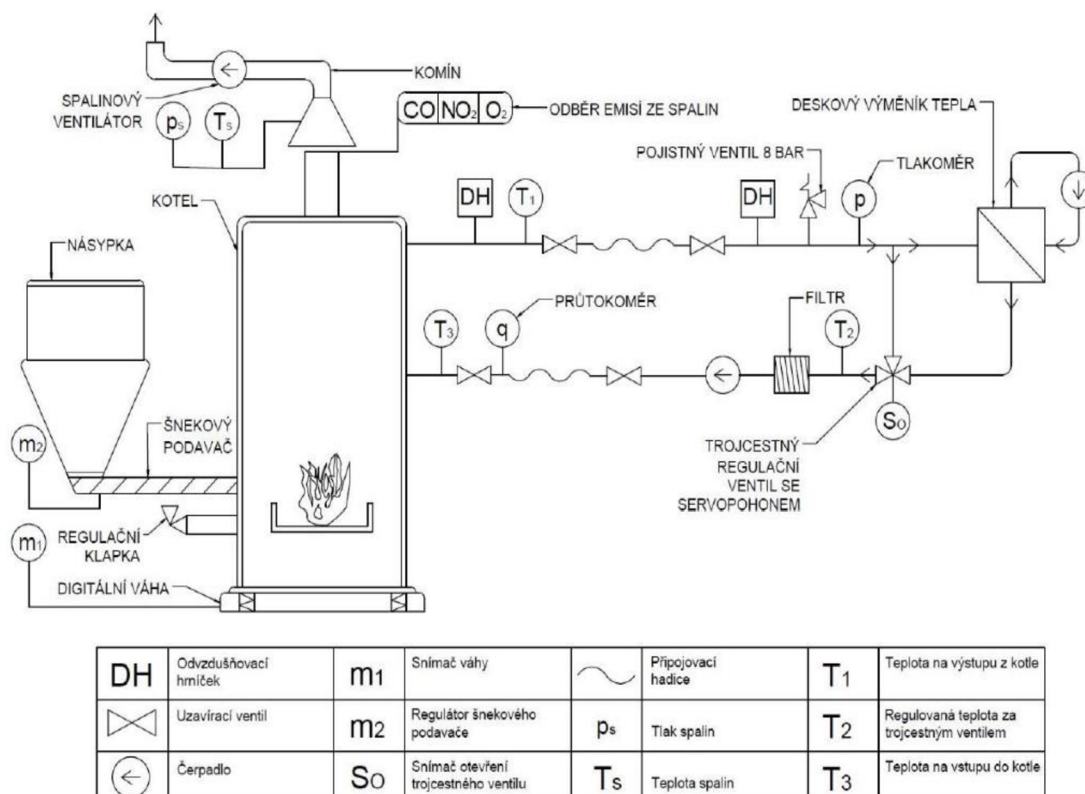 KOMÍN
SPALINOVÝ
VENTILÁTOR
ps
Ts
CO NO2 O2
ODBĚR EMISÍ ZE SPALIN
DESKOVÝ VÝMĚNÍK TEPLA
POJISTNÝ VENTIL 8 BAR
TLAKOMĚR
KOTEL
DH
T1
DH
p
NÁSYPKA
PRŮTOKOMĚR
FILTR
T3
q
T2
ŠNEKOVÝ
PODAVAČ
m2
SO
TROJCESTNÝ
REGULAČNÍ
VENTIL SE
SERVOPOHONEM
REGULAČNÍ
KLAPKA
m1
DIGITÁLNÍ VÁHA
DH
Odvzdušňovací
hrníček
m1
Snímač váhy
Připojovací
hadice
T1
Teplota na výstupu z kotle
Uzavírací ventil
m2
Regulátor šnekového
podavače
ps
Tlak spalin
T2
Regulovaná teplota za
trojcestným ventilem
Čerpadlo
SO
Snímač otevření
trojcestného ventilu
Ts
Teplota spalin
T3
Teplota na vstupu do kotle